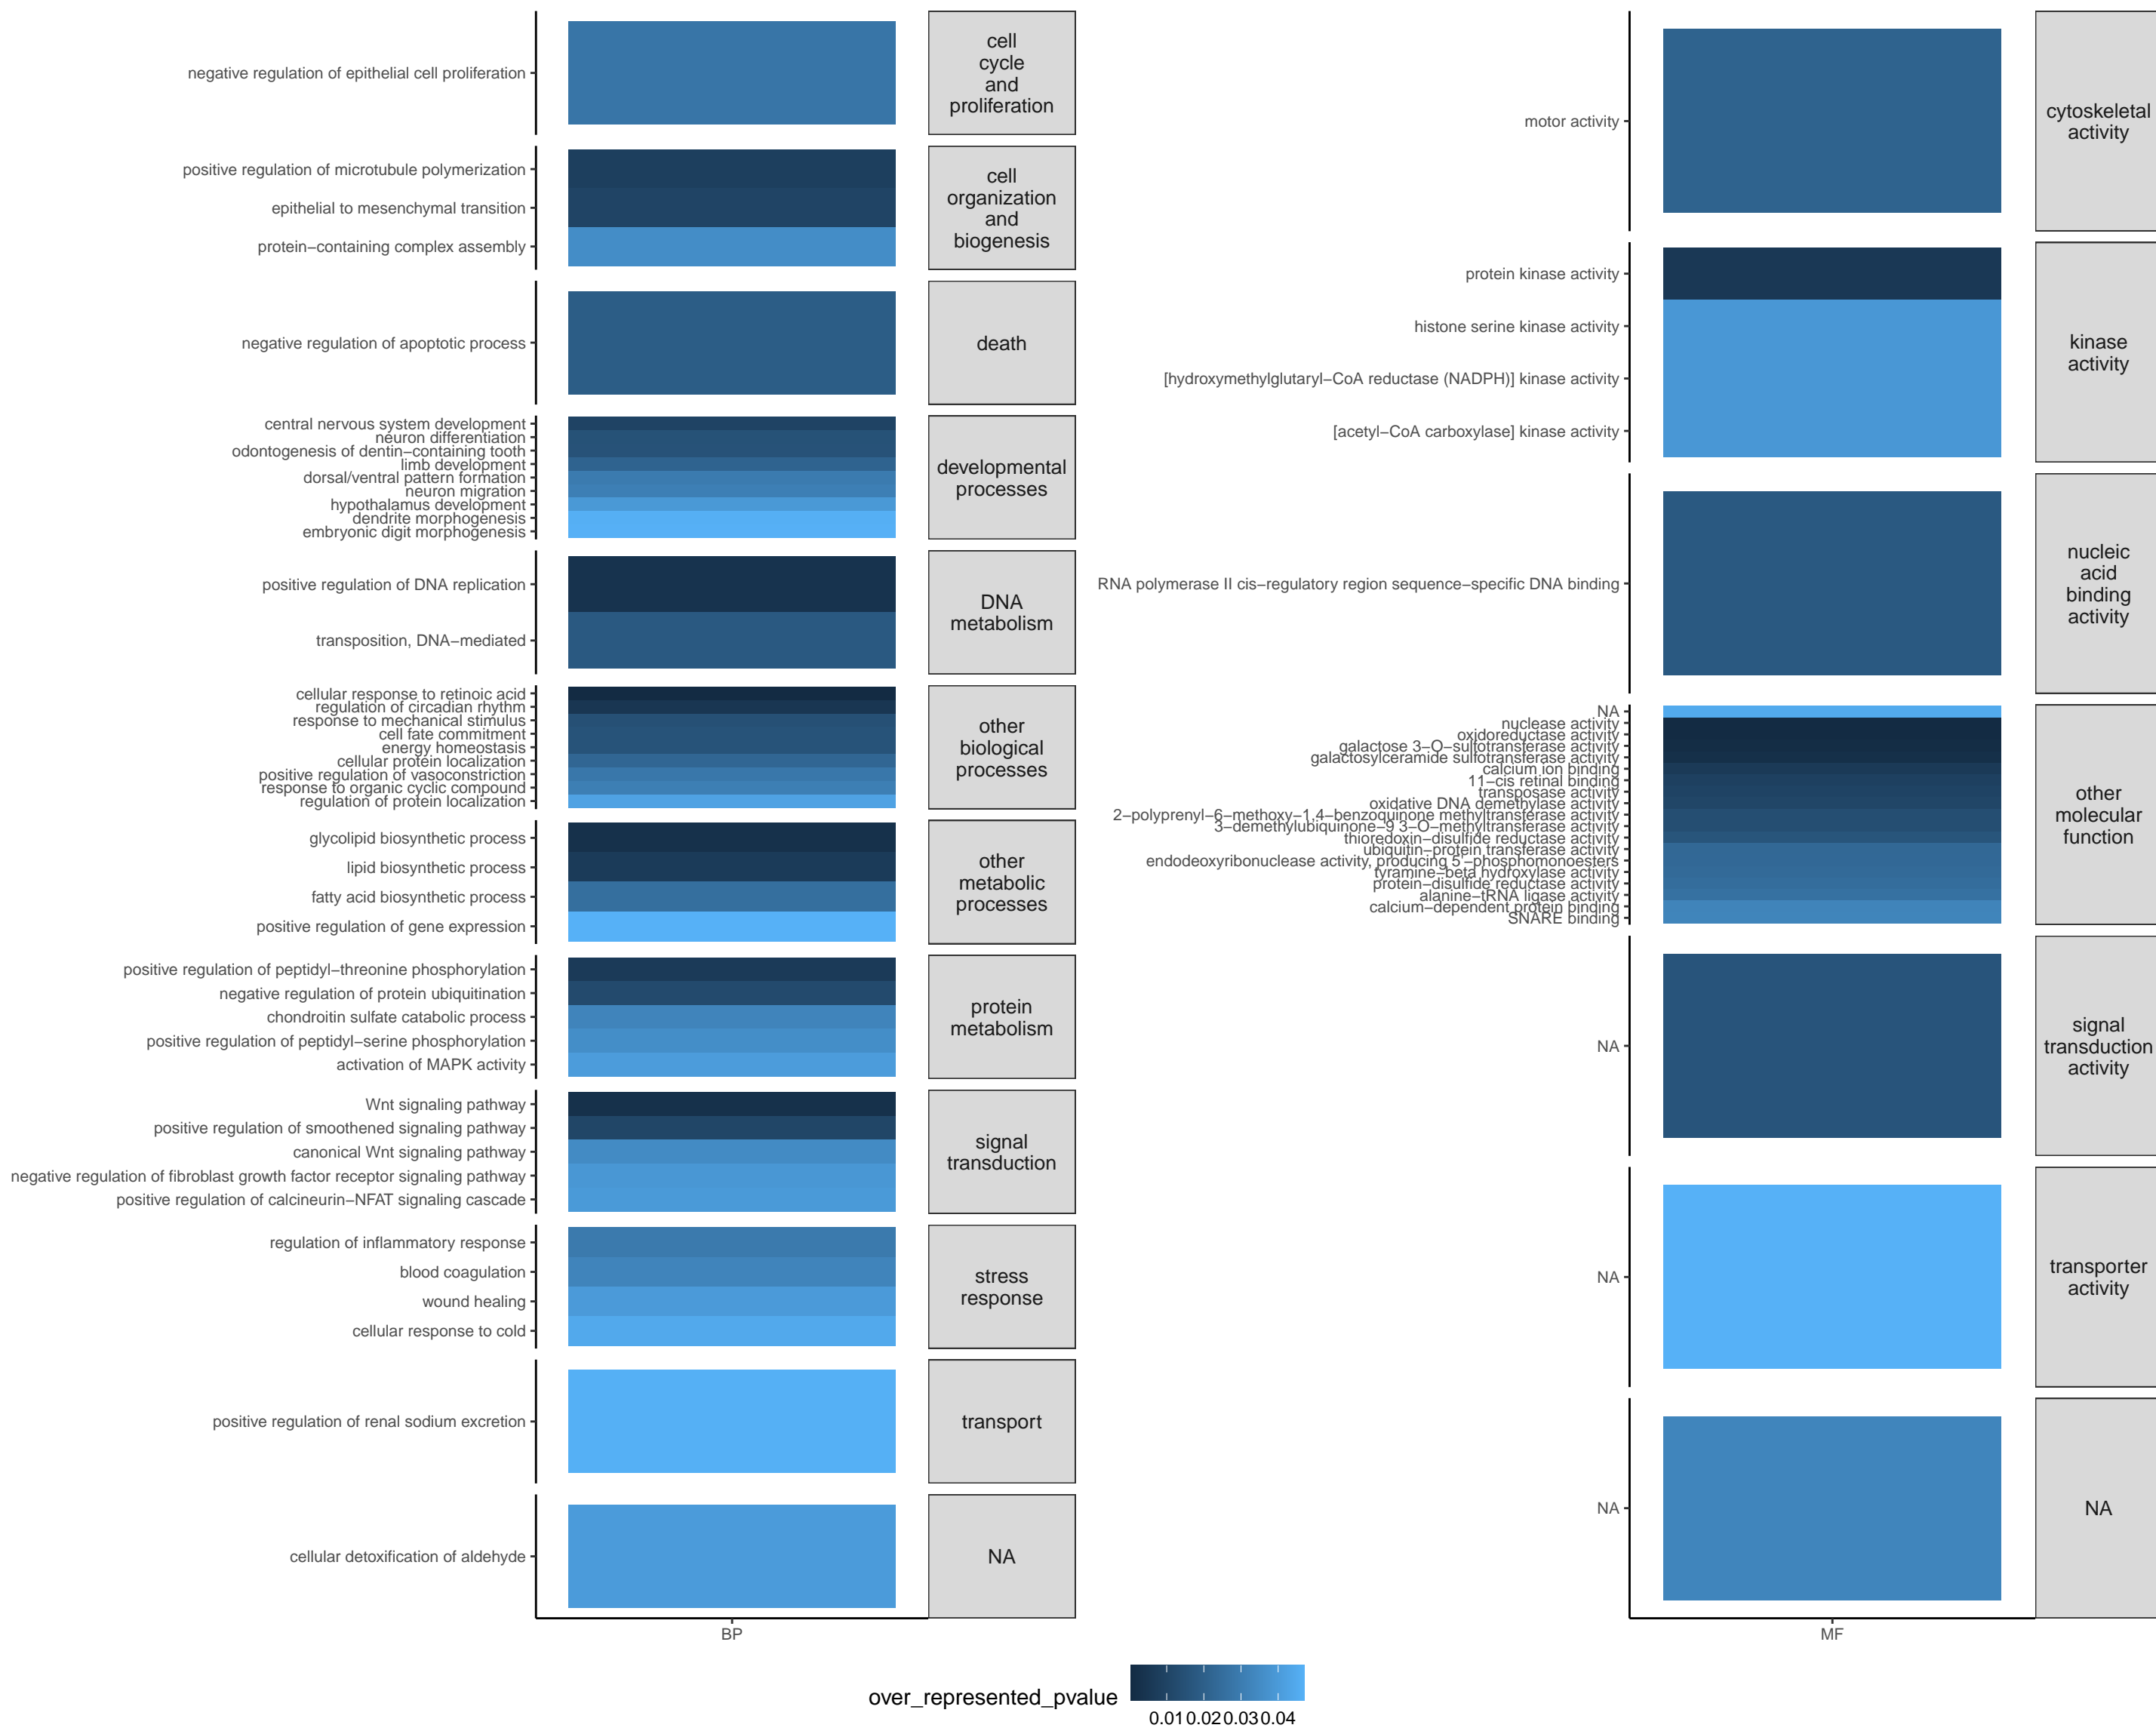 negative regulation of epithelial cell proliferation
cell
cycle
and
proliferation
positive regulation of microtubule polymerization
epithelial to mesenchymal transition
protein−containing complex assembly
cell
organization
and
biogenesis
negative regulation of apoptotic process
death
central nervous system development
neuron differentiation
odontogenesis of dentin−containing tooth
limb development
dorsal/ventral pattern formation
neuron migration
hypothalamus development
dendrite morphogenesis
embryonic digit morphogenesis
developmental
processes
positive regulation of DNA replication
transposition, DNA−mediated
DNA
metabolism
cellular response to retinoic acid
regulation of circadian rhythm
response to mechanical stimulus
cell fate commitment
energy homeostasis
cellular protein localization
positive regulation of vasoconstriction
response to organic cyclic compound
regulation of protein localization
other
biological
processes
glycolipid biosynthetic process
lipid biosynthetic process
fatty acid biosynthetic process
positive regulation of gene expression
other
metabolic
processes
positive regulation of peptidyl−threonine phosphorylation
negative regulation of protein ubiquitination
chondroitin sulfate catabolic process
positive regulation of peptidyl−serine phosphorylation
activation of MAPK activity
protein
metabolism
Wnt signaling pathway
positive regulation of smoothened signaling pathway
canonical Wnt signaling pathway
negative regulation of fibroblast growth factor receptor signaling pathway
positive regulation of calcineurin−NFAT signaling cascade
signal
transduction
regulation of inflammatory response
blood coagulation
wound healing
cellular response to cold
stress
response
positive regulation of renal sodium excretion
transport
cellular detoxification of aldehyde
NA
BP
motor activity
cytoskeletal
activity
protein kinase activity
histone serine kinase activity
[hydroxymethylglutaryl−CoA reductase (NADPH)] kinase activity
[acetyl−CoA carboxylase] kinase activity
kinase
activity
RNA polymerase II cis−regulatory region sequence−specific DNA binding
nucleic
acid
binding
activity
NA
nuclease activity
oxidoreductase activity
galactose 3−O−sulfotransferase activity
galactosylceramide sulfotransferase activity
calcium ion binding
11−cis retinal binding
transposase activity
oxidative DNA demethylase activity
2−polyprenyl−6−methoxy−1,4−benzoquinone methyltransferase activity
3−demethylubiquinone−9 3−O−methyltransferase activity
thioredoxin−disulfide reductase activity
ubiquitin−protein transferase activity
endodeoxyribonuclease activity, producing 5'−phosphomonoesters
tyramine−beta hydroxylase activity
protein−disulfide reductase activity
alanine−tRNA ligase activity
calcium−dependent protein binding
SNARE binding
other
molecular
function
NA
signal
transduction
activity
NA
transporter
activity
NA
NA
MF
over_represented_pvalue
0.01 0.02 0.03 0.04